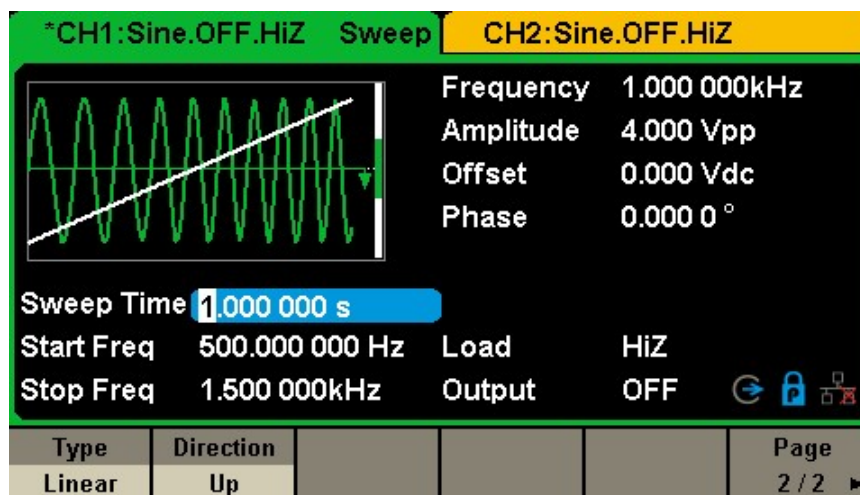 *CH1:Sine.OFF.HiZ Sweep CH2:Sine.OFF.HiZ
Frequency 1.000 000kHz
Amplitude 4.000 Vpp
Offset 0.000 Vdc
Phase 0.000 0 °
Sweep Time 1.000 000 s
Start Freq 500.000 000 Hz Load HiZ
Stop Freq 1.500 000kHz Output OFF P
Type Direction Page
Linear Up 2 / 2